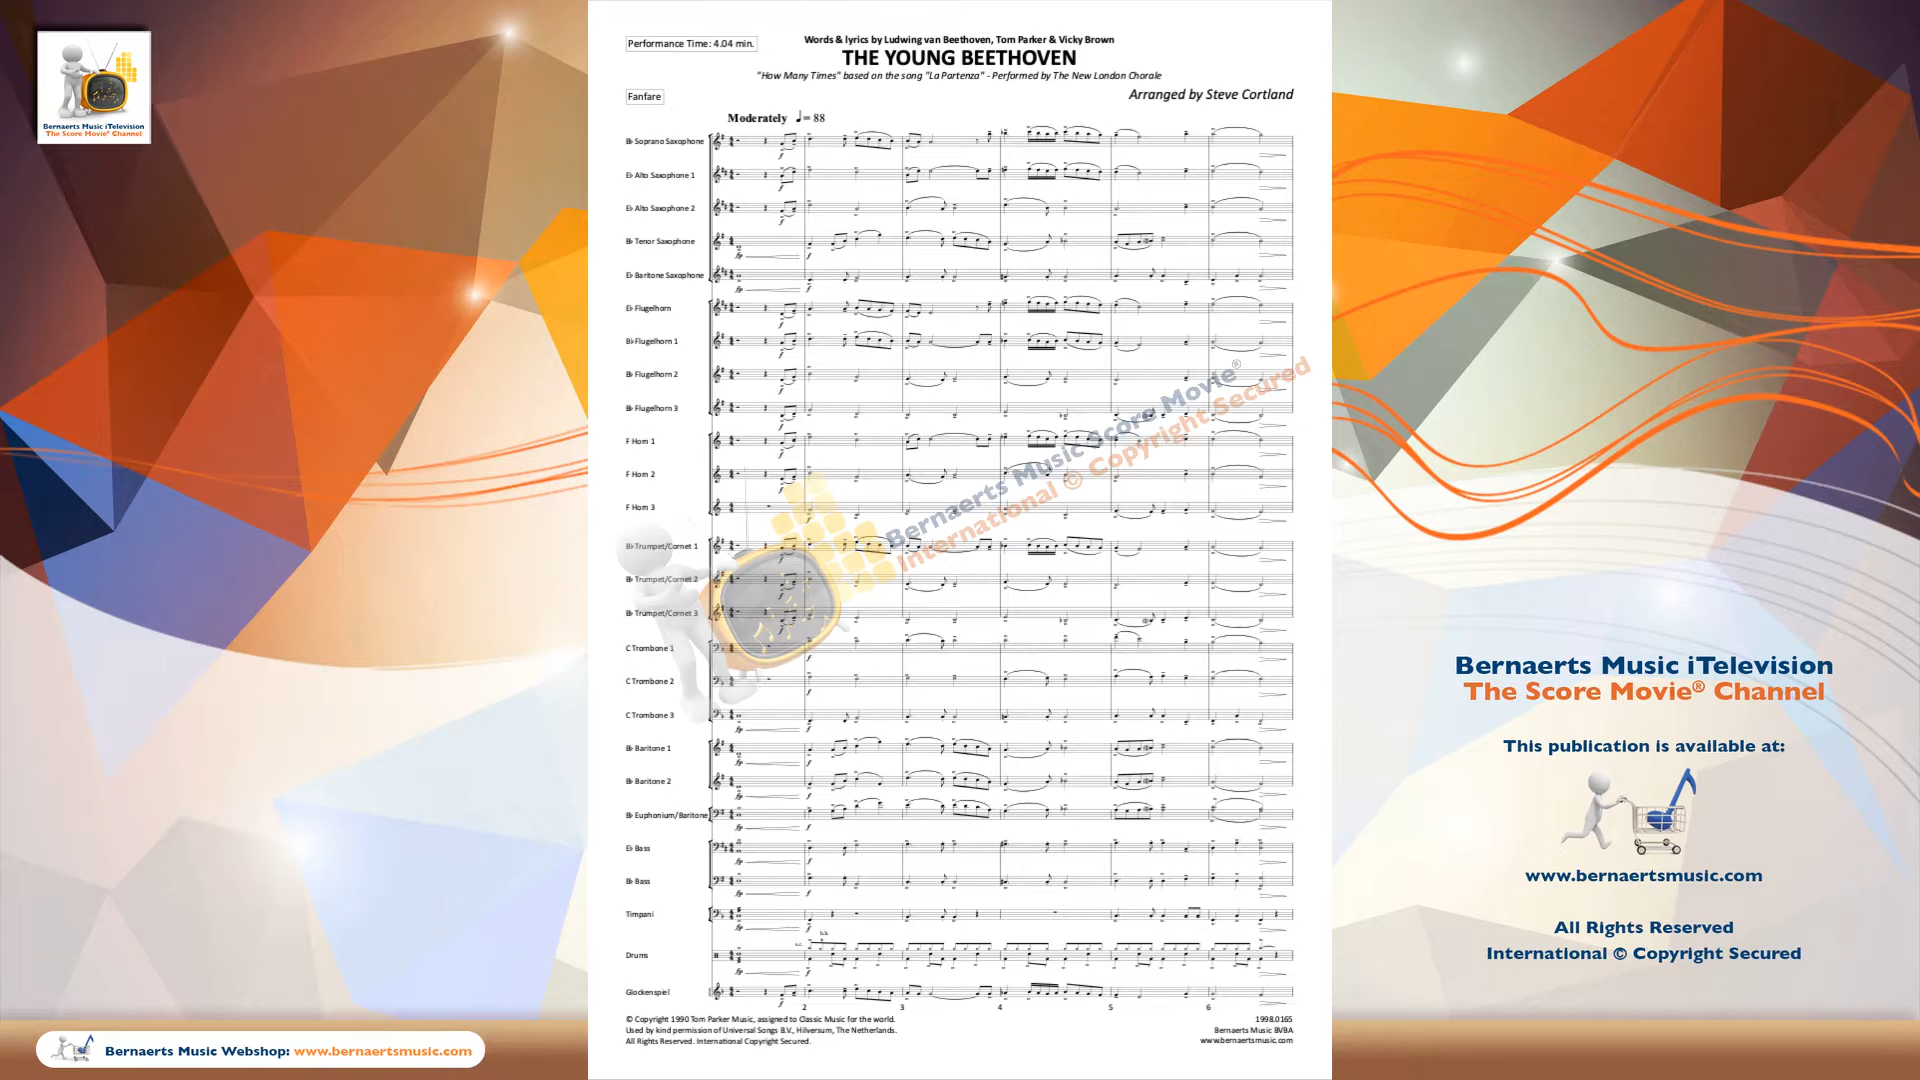 Bernaerts Music iTelevision
The Score Movie® Channel
Performance Time: 4.04 min.
Words & lyrics by Ludwing van Beethoven, Tom Parker & Vicky Brown
THE YOUNG BEETHOVEN
"How Many Times" based on the song "La Partenza" - Performed by The New London Chorale
Fanfare
Arranged by Steve Cortland
Moderately ♩= 88
B♭ Soprano Saxophone
E♭ Alto Saxophone 1
E♭ Alto Saxophone 2
B♭ Tenor Saxophone
E♭ Baritone Saxophone
E♭ Flugelhorn
B♭ Flugelhorn 1
B♭ Flugelhorn 2
B♭ Flugelhorn 3
F Horn 1
F Horn 2
F Horn 3
B♭ Trumpet/Cornet 1
B♭ Trumpet/Cornet 2
B♭ Trumpet/Cornet 3
C Trombone 1
C Trombone 2
C Trombone 3
B♭ Baritone 1
B♭ Baritone 2
B♭ Euphonium/Baritone
E♭ Bass
B♭ Bass
Timpani
Drums
Glockenspiel
2 3 4 5 6
Bernaerts Music Score Movie®
International © Copyright Secured
© Copyright 1990 Tom Parker Music, assigned to Classic Music for the world.
Used by kind permission of Universal Songs B.V., Hilversum, The Netherlands.
All Rights Reserved. International Copyright Secured.
1998.0165
Bernaerts Music BVBA
www.bernaertsmusic.com
Bernaerts Music iTelevision
The Score Movie® Channel
This publication is available at:
www.bernaertsmusic.com
All Rights Reserved
International © Copyright Secured
Bernaerts Music Webshop: www.bernaertsmusic.com